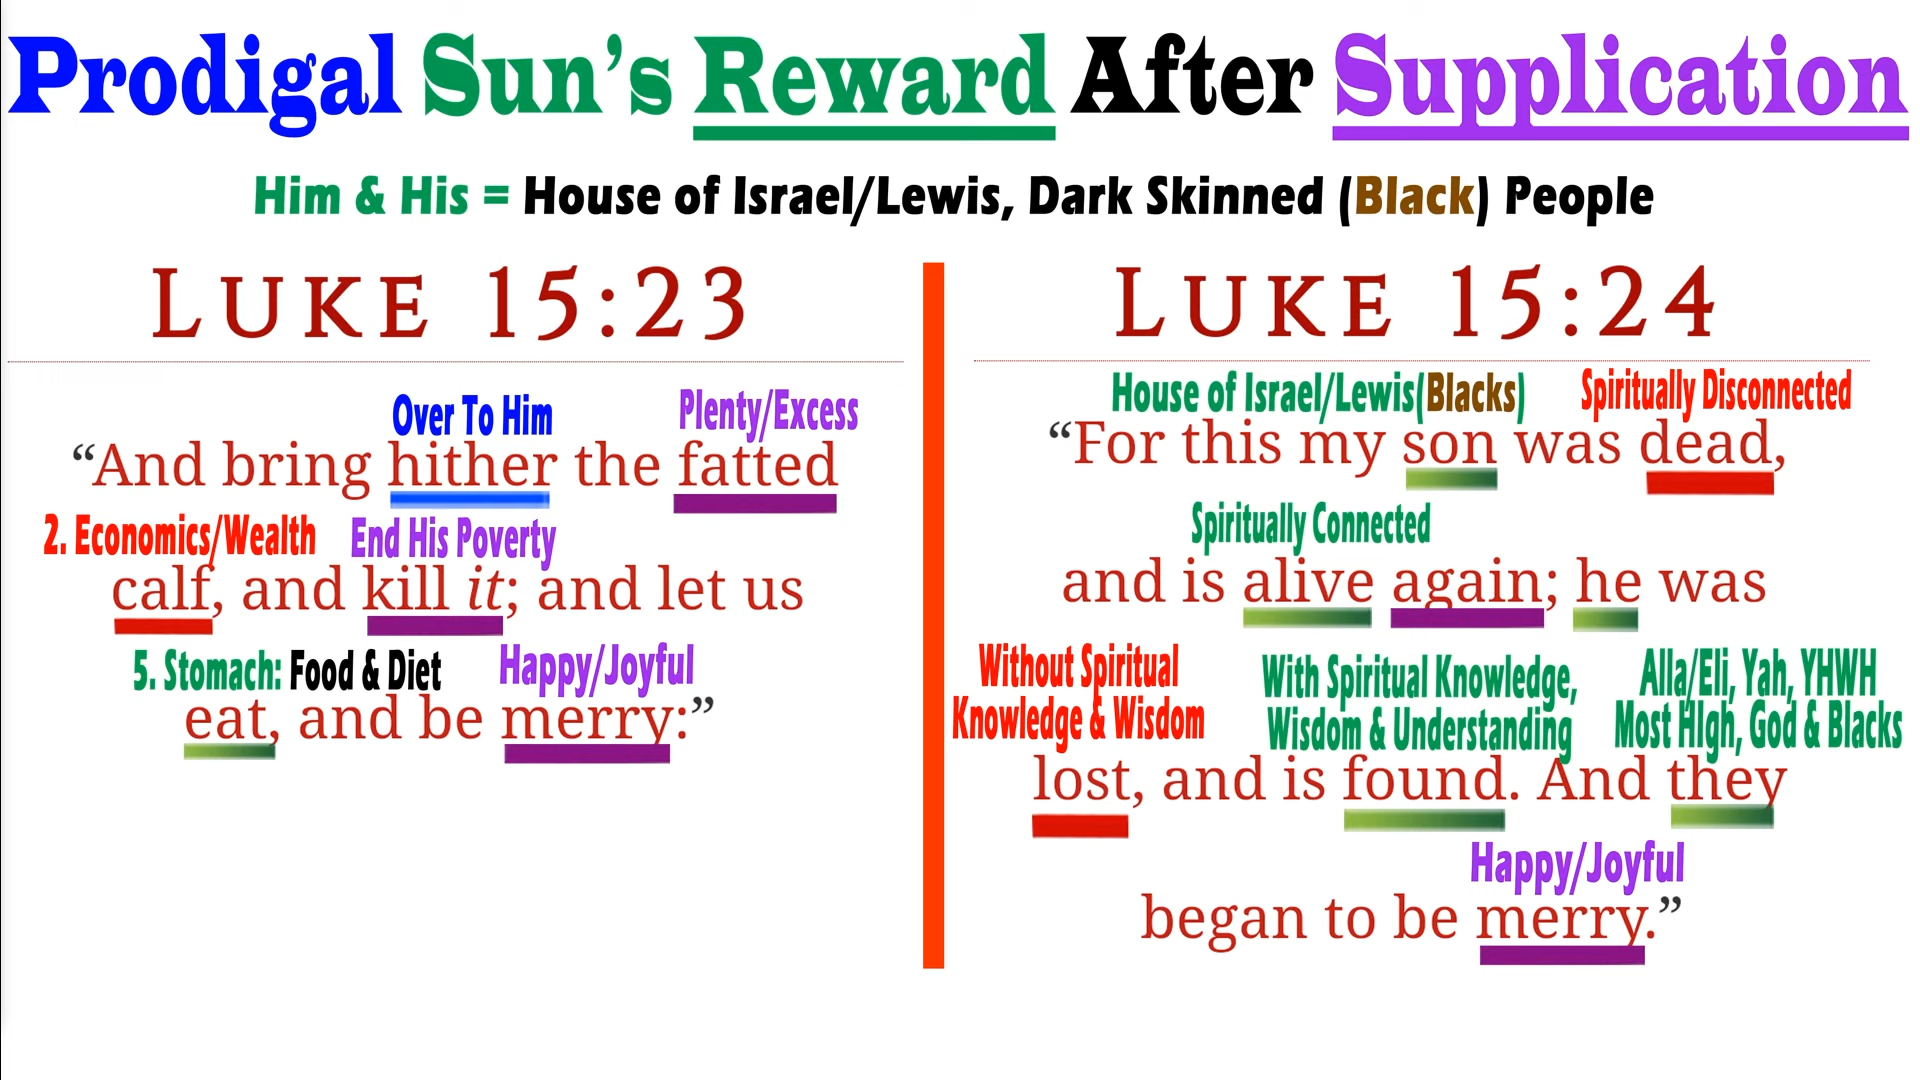 Prodigal Sun's Reward After Supplication
Him & His = House of Israel/Lewis, Dark Skinned (Black) People
LUKE 15:23
Over To Him Plenty/Excess
“And bring hither the fatted
2. Economics/Wealth End His Poverty
calf, and kill it; and let us
5. Stomach: Food & Diet Happy/Joyful
eat, and be merry:”
LUKE 15:24
House of Israel/Lewis(Blacks) Spiritually Disconnected
“For this my son was dead,
Spiritually Connected
and is alive again; he was
Without Spiritual
Knowledge & Wisdom
With Spiritual Knowledge,
Wisdom & Understanding
Alla/Eli, Yah, YHWH
Most HIgh, God & Blacks
lost, and is found. And they
Happy/Joyful
began to be merry.”